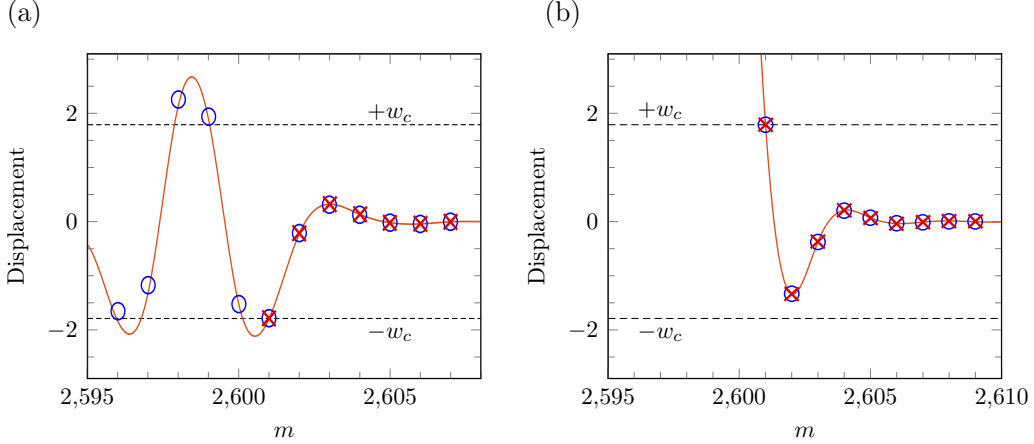 (a)
Displacement
2
0
−2
+w_c
−w_c
2,595
2,600
2,605
m
(b)
Displacement
2
0
−2
+w_c
−w_c
2,595
2,600
2,605
2,610
m